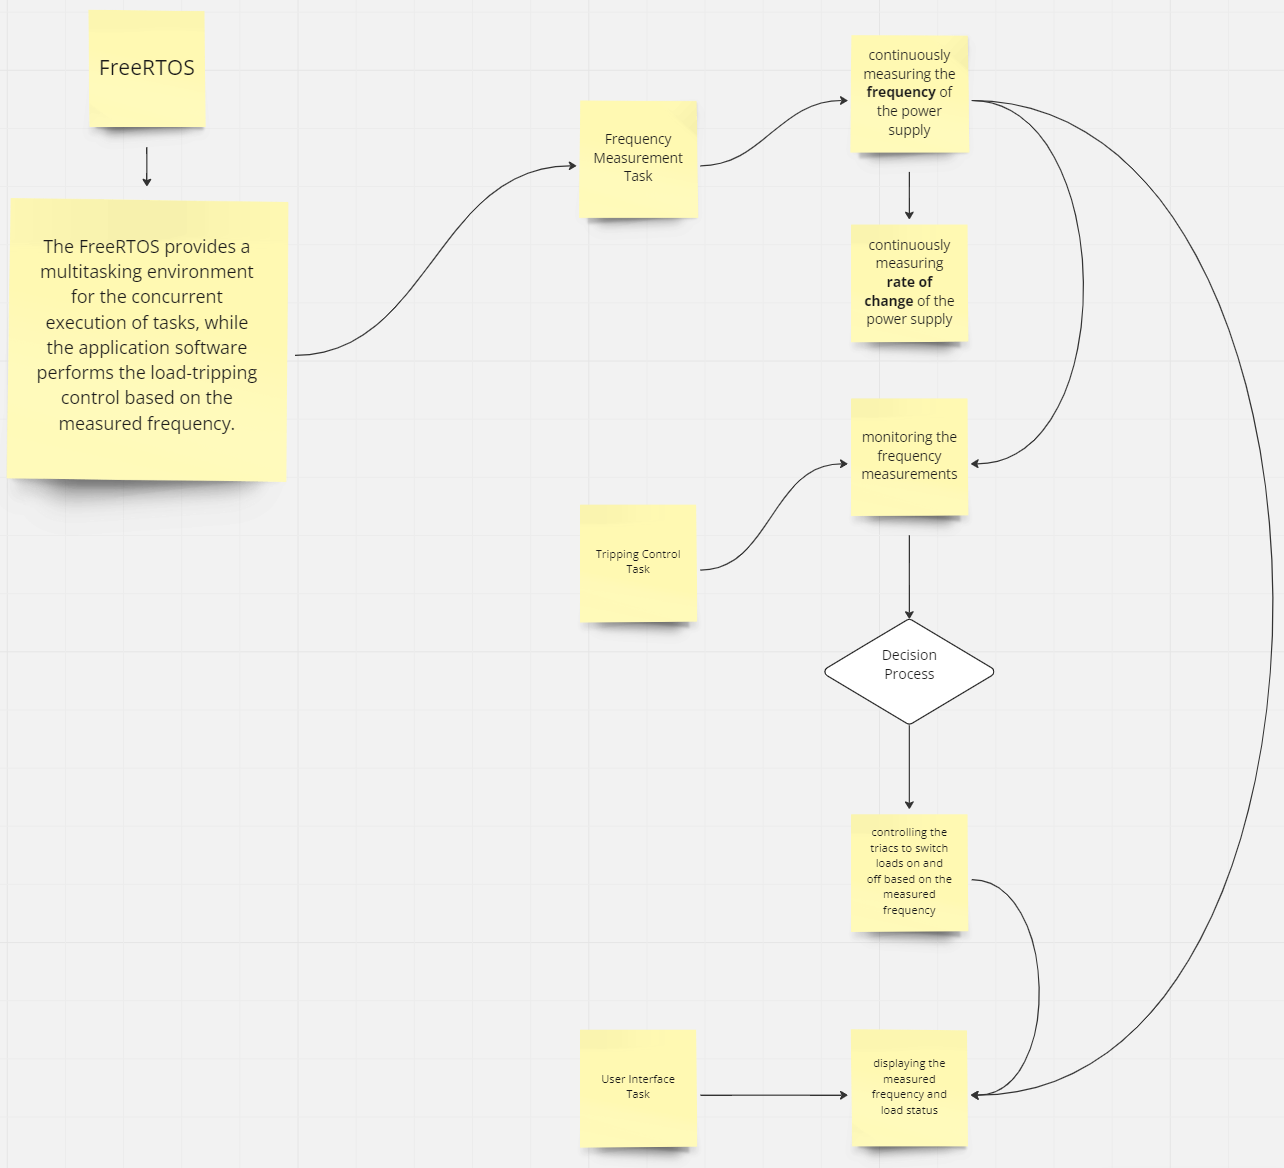 FreeRTOS
The FreeRTOS provides a
multitasking environment
for the concurrent
execution of tasks, while
the application software
performs the load-tripping
control based on the
measured frequency.
Frequency
Measurement
Task
continuously
measuring the
frequency of
the power
supply
continuously
measuring
rate of
change of the
power supply
monitoring the
frequency
measurements
Tripping Control
Task
Decision
Process
controlling the
triacs to switch
loads on and
off based on the
measured
frequency
User Interface
Task
displaying the
measured
frequency and
load status